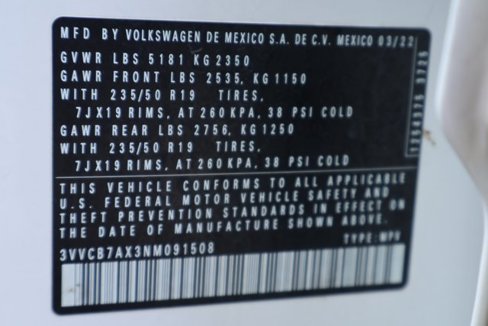 MFD BY VOLKSWAGEN DE MEXICO S.A. DE C.V. MEXICO 03/22
GVWR LBS 5181 KG 2350
GAWR FRONT LBS 2535, KG 1150
WITH 235/50 R19 TIRES,
7JX19 RIMS, AT 260 KPA, 38 PSI COLD
GAWR REAR LBS 2756, KG 1250
WITH 235/50 R19 TIRES,
7JX19 RIMS, AT 260 KPA, 38 PSI COLD
THIS VEHICLE CONFORMS TO ALL APPLICABLE
U.S. FEDERAL MOTOR VEHICLE SAFETY AND
THEFT PREVENTION STANDARDS IN EFFECT ON
THE DATE OF MANUFACTURE SHOWN ABOVE.
3VVCB7AX3NM091508
TYPE: MPV